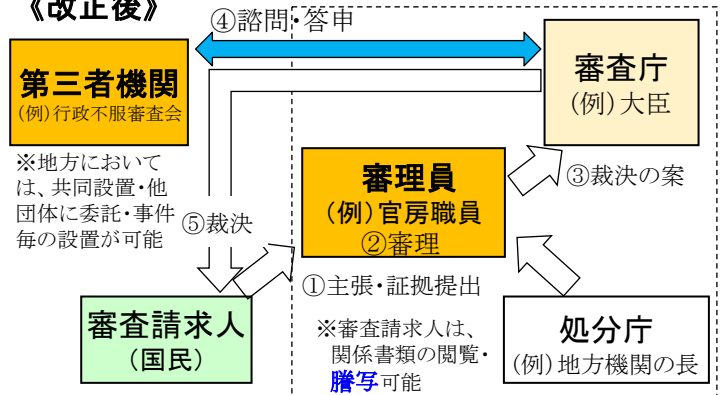 《改正後》
④諮問・答申
第三者機関
(例)行政不服審査会
審査庁
(例)大臣
※地方において
は、共同設置・他
団体に委託・事件
毎の設置が可能
審理員
(例)官房職員
②審理
③裁決の案
⑤裁決
①主張・証拠提出
審査請求人
(国民)
※審査請求人は、
関係書類の閲覧・
謄写可能
処分庁
(例)地方機関の長